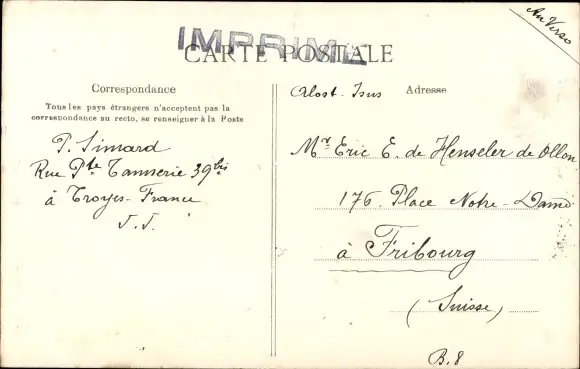 Au Verso
IMPRIMÉ
CARTE POSTALE
Correspondance
Tous les pays étrangers n'acceptent pas la
correspondance au recto, se renseigner à la Poste
P. Simard
Rue Pte Tannerie 39bis
à Troyes - France
J. J.
Adresse
Mr Eric E. de Henseler de Ollon
176. Place Notre-Dame
à Fribourg
(Suisse)
B. 8